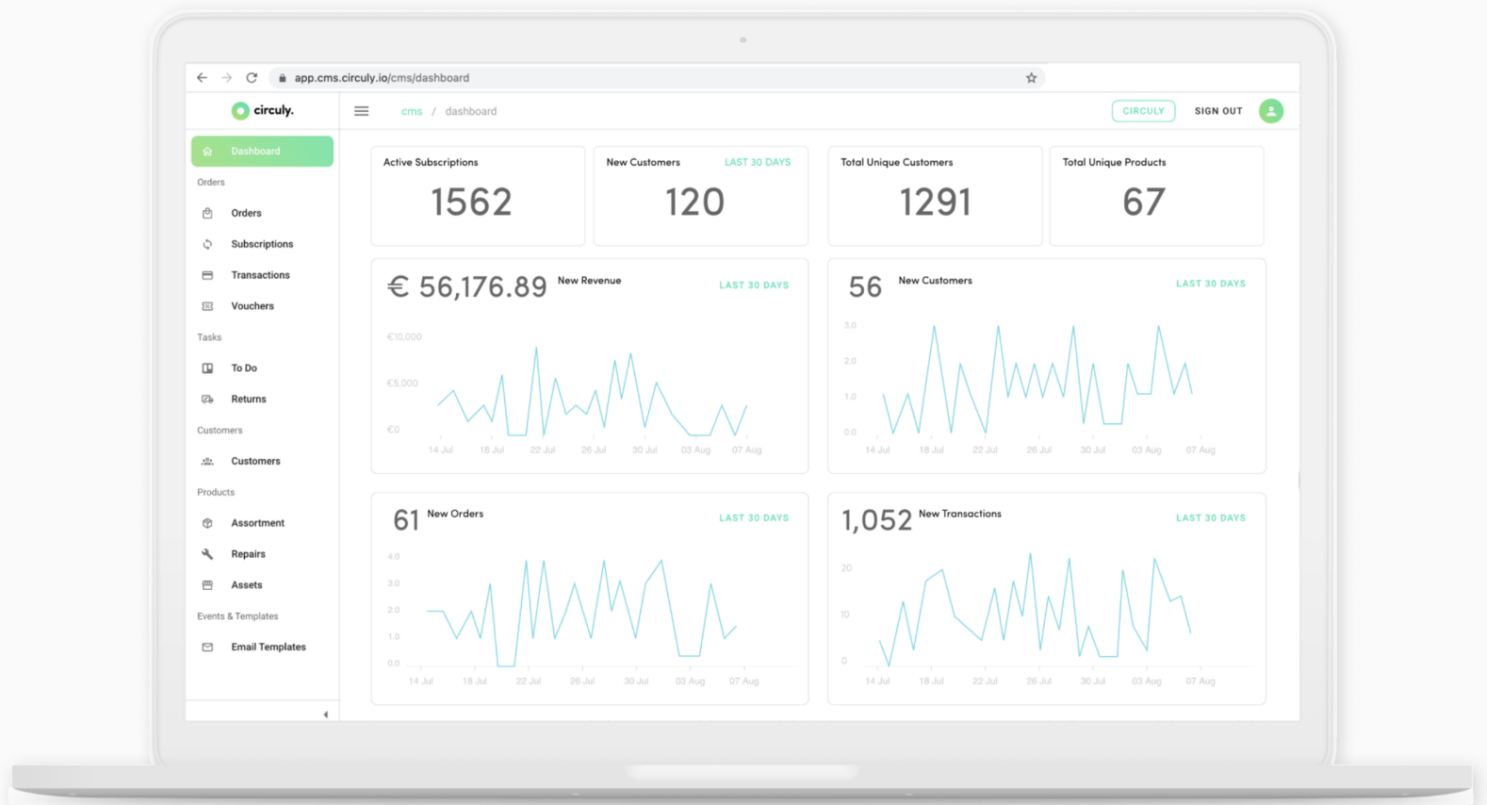 app.cms.circuly.io/cms/dashboard
circuly.
cms / dashboard
CIRCULY
SIGN OUT
Dashboard
Orders
Orders
Subscriptions
Transactions
Vouchers
Tasks
To Do
Returns
Customers
Customers
Products
Assortment
Repairs
Assets
Events & Templates
Email Templates
Active Subscriptions
1562
New Customers LAST 30 DAYS
120
Total Unique Customers
1291
Total Unique Products
67
€ 56,176.89 New Revenue LAST 30 DAYS
€10,000
€5,000
€0
14 Jul 18 Jul 22 Jul 26 Jul 30 Jul 03 Aug 07 Aug
56 New Customers LAST 30 DAYS
3.0
2.0
1.0
0.0
14 Jul 18 Jul 22 Jul 26 Jul 30 Jul 03 Aug 07 Aug
61 New Orders LAST 30 DAYS
4.0
3.0
2.0
1.0
0.0
14 Jul 18 Jul 22 Jul 26 Jul 30 Jul 03 Aug 07 Aug
1,052 New Transactions LAST 30 DAYS
20
10
0
14 Jul 18 Jul 22 Jul 26 Jul 30 Jul 03 Aug 07 Aug